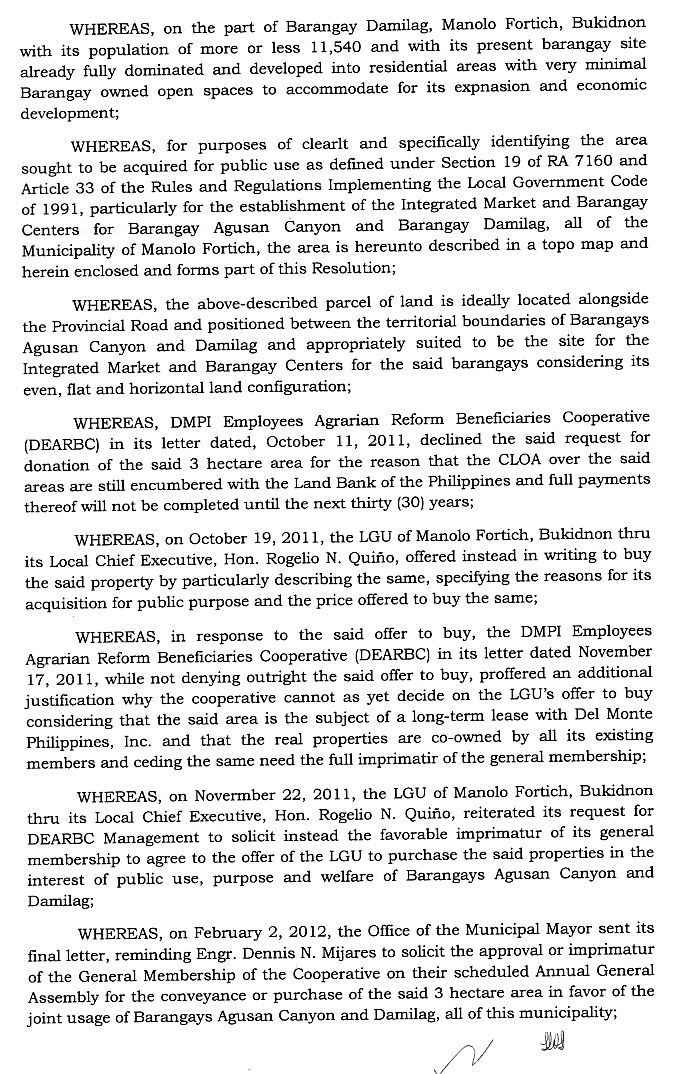 WHEREAS, on the part of Barangay Damilag, Manolo Fortich, Bukidnon
with its population of more or less 11,540 and with its present barangay site
already fully dominated and developed into residential areas with very minimal
Barangay owned open spaces to accommodate for its expnasion and economic
development;
WHEREAS, for purposes of clearlt and specifically identifying the area
sought to be acquired for public use as defined under Section 19 of RA 7160 and
Article 33 of the Rules and Regulations Implementing the Local Government Code
of 1991, particularly for the establishment of the Integrated Market and Barangay
Centers for Barangay Agusan Canyon and Barangay Damilag, all of the
Municipality of Manolo Fortich, the area is hereunto described in a topo map and
herein enclosed and forms part of this Resolution;
WHEREAS, the above-described parcel of land is ideally located alongside
the Provincial Road and positioned between the territorial boundaries of Barangays
Agusan Canyon and Damilag and appropriately suited to be the site for the
Integrated Market and Barangay Centers for the said barangays considering its
even, flat and horizontal land configuration;
WHEREAS, DMPI Employees Agrarian Reform Beneficiaries Cooperative
(DEARBC) in its letter dated, October 11, 2011, declined the said request for
donation of the said 3 hectare area for the reason that the CLOA over the said
areas are still encumbered with the Land Bank of the Philippines and full payments
thereof will not be completed until the next thirty (30) years;
WHEREAS, on October 19, 2011, the LGU of Manolo Fortich, Bukidnon thru
its Local Chief Executive, Hon. Rogelio N. Quiño, offered instead in writing to buy
the said property by particularly describing the same, specifying the reasons for its
acquisition for public purpose and the price offered to buy the same;
WHEREAS, in response to the said offer to buy, the DMPI Employees
Agrarian Reform Beneficiaries Cooperative (DEARBC) in its letter dated November
17, 2011, while not denying outright the said offer to buy, proffered an additional
justification why the cooperative cannot as yet decide on the LGU's offer to buy
considering that the said area is the subject of a long-term lease with Del Monte
Philippines, Inc. and that the real properties are co-owned by all its existing
members and ceding the same need the full imprimatir of the general membership;
WHEREAS, on Novermber 22, 2011, the LGU of Manolo Fortich, Bukidnon
thru its Local Chief Executive, Hon. Rogelio N. Quiño, reiterated its request for
DEARBC Management to solicit instead the favorable imprimatur of its general
membership to agree to the offer of the LGU to purchase the said properties in the
interest of public use, purpose and welfare of Barangays Agusan Canyon and
Damilag;
WHEREAS, on February 2, 2012, the Office of the Municipal Mayor sent its
final letter, reminding Engr. Dennis N. Mijares to solicit the approval or imprimatur
of the General Membership of the Cooperative on their scheduled Annual General
Assembly for the conveyance or purchase of the said 3 hectare area in favor of the
joint usage of Barangays Agusan Canyon and Damilag, all of this municipality;